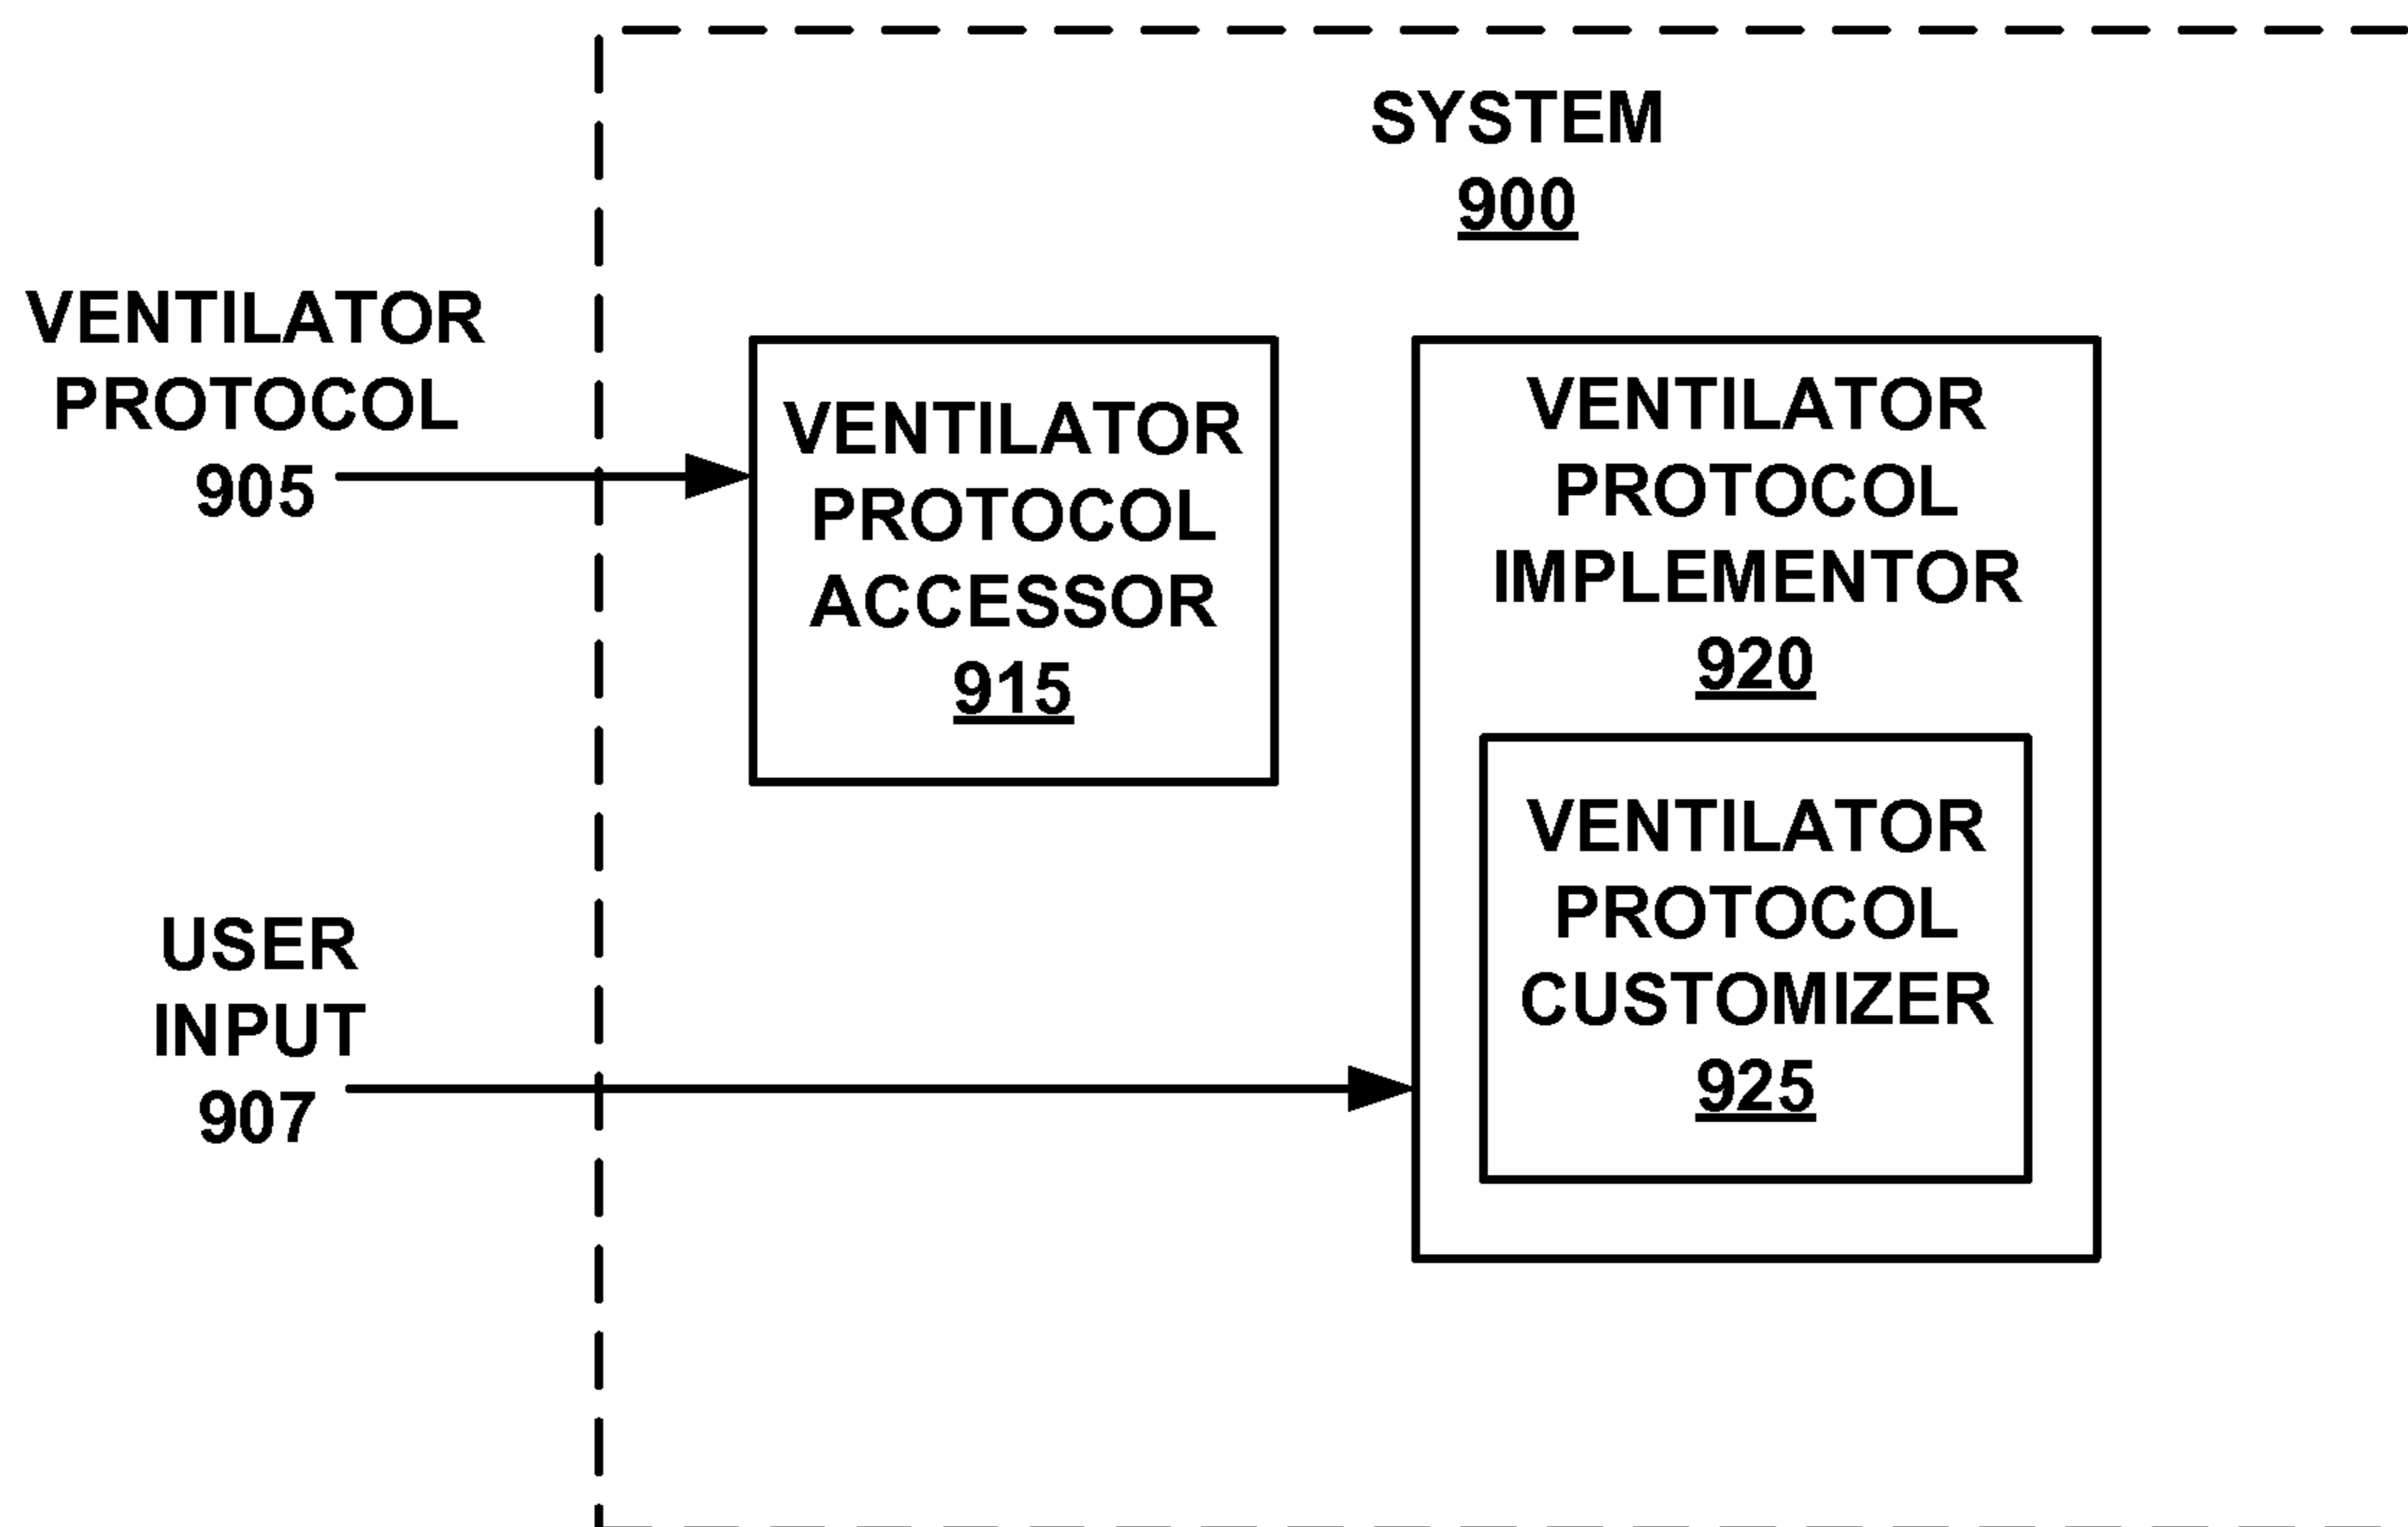 SYSTEM
900
VENTILATOR
PROTOCOL
905
VENTILATOR
PROTOCOL
ACCESSOR
915
VENTILATOR
PROTOCOL
IMPLEMENTOR
920
VENTILATOR
PROTOCOL
CUSTOMIZER
925
USER
INPUT
907